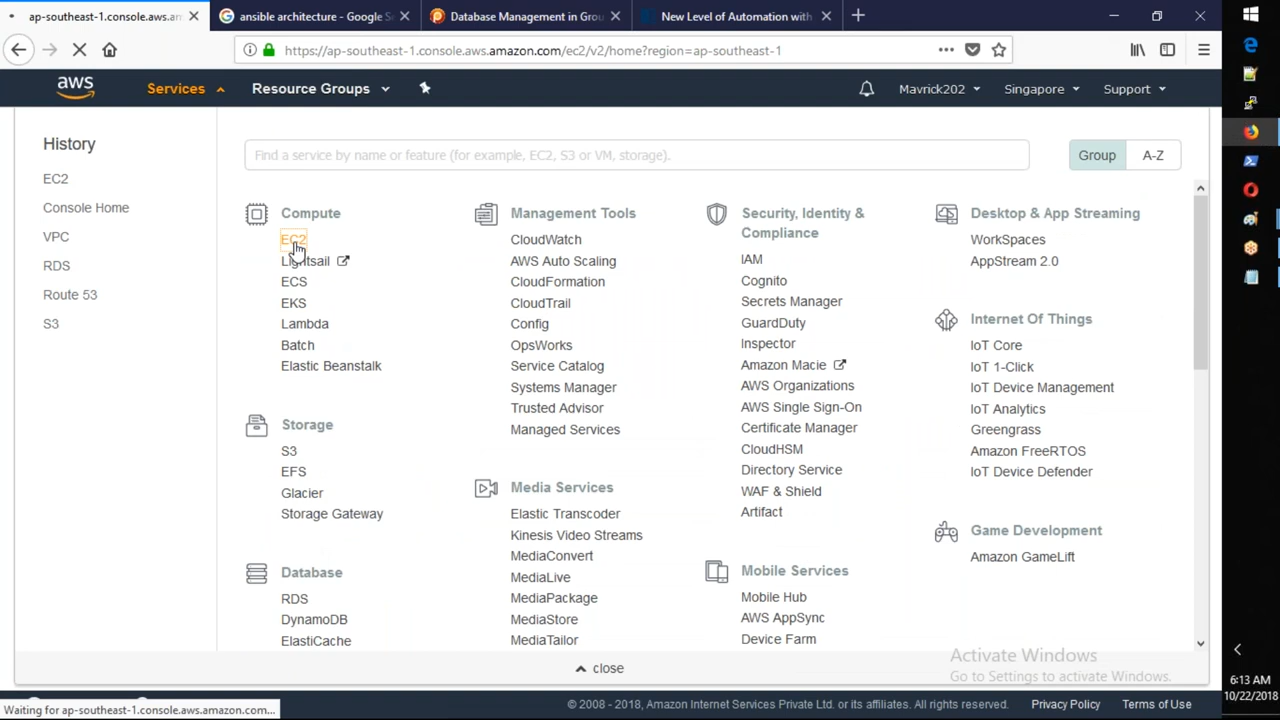 ap-southeast-1.console.aws.am
ansible architecture - Google S
Database Management in Grou
New Level of Automation with
https://ap-southeast-1.console.aws.amazon.com/ec2/v2/home?region=ap-southeast-1
aws
Services
Resource Groups
Mavrick202
Singapore
Support
History
EC2
Console Home
VPC
RDS
Route 53
S3
Find a service by name or feature (for example, EC2, S3 or VM, storage).
Group
A-Z
Compute
EC2
Lightsail
ECS
EKS
Lambda
Batch
Elastic Beanstalk
Storage
S3
EFS
Glacier
Storage Gateway
Database
RDS
DynamoDB
ElastiCache
Management Tools
CloudWatch
AWS Auto Scaling
CloudFormation
CloudTrail
Config
OpsWorks
Service Catalog
Systems Manager
Trusted Advisor
Managed Services
Media Services
Elastic Transcoder
Kinesis Video Streams
MediaConvert
MediaLive
MediaPackage
MediaStore
MediaTailor
Security, Identity &
Compliance
IAM
Cognito
Secrets Manager
GuardDuty
Inspector
Amazon Macie
AWS Organizations
AWS Single Sign-On
Certificate Manager
CloudHSM
Directory Service
WAF & Shield
Artifact
Mobile Services
Mobile Hub
AWS AppSync
Device Farm
Desktop & App Streaming
WorkSpaces
AppStream 2.0
Internet Of Things
IoT Core
IoT 1-Click
IoT Device Management
IoT Analytics
Greengrass
Amazon FreeRTOS
IoT Device Defender
Game Development
Amazon GameLift
close
Activate Windows
Go to Settings to activate Windows.
Waiting for ap-southeast-1.console.aws.amazon.com...
© 2008 - 2018, Amazon Internet Services Private Ltd. or its affiliates. All rights reserved.
Privacy Policy
Terms of Use
6:13 AM
10/22/2018